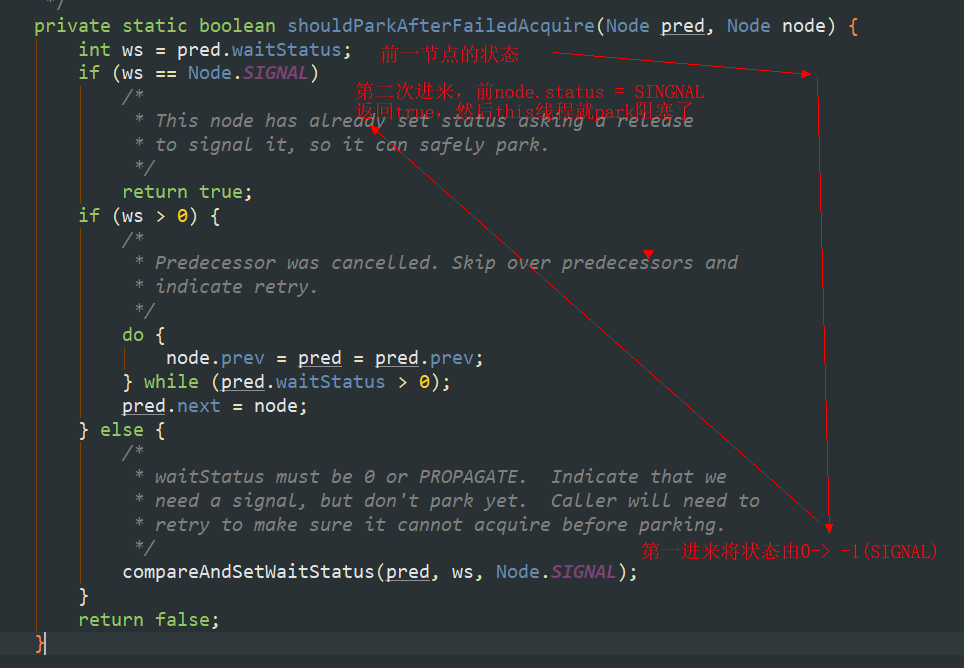 */
private static boolean shouldParkAfterFailedAcquire(Node pred, Node node) {
int ws = pred.waitStatus;
前一节点的状态
if (ws == Node.SIGNAL)
第二次进来，前node.status = SINGNAL
/*
返回true，然后this线程就park阻塞了
* This node has already set status asking a release
* to signal it, so it can safely park.
*/
return true;
if (ws > 0) {
/*
* Predecessor was cancelled. Skip over predecessors and
* indicate retry.
*/
do {
node.prev = pred = pred.prev;
} while (pred.waitStatus > 0);
pred.next = node;
} else {
/*
* waitStatus must be 0 or PROPAGATE.  Indicate that we
* need a signal, but don't park yet.  Caller will need to
* retry to make sure it cannot acquire before parking.
*/
第一进来将状态由0-> -1(SIGNAL)
compareAndSetWaitStatus(pred, ws, Node.SIGNAL);
}
return false;
}